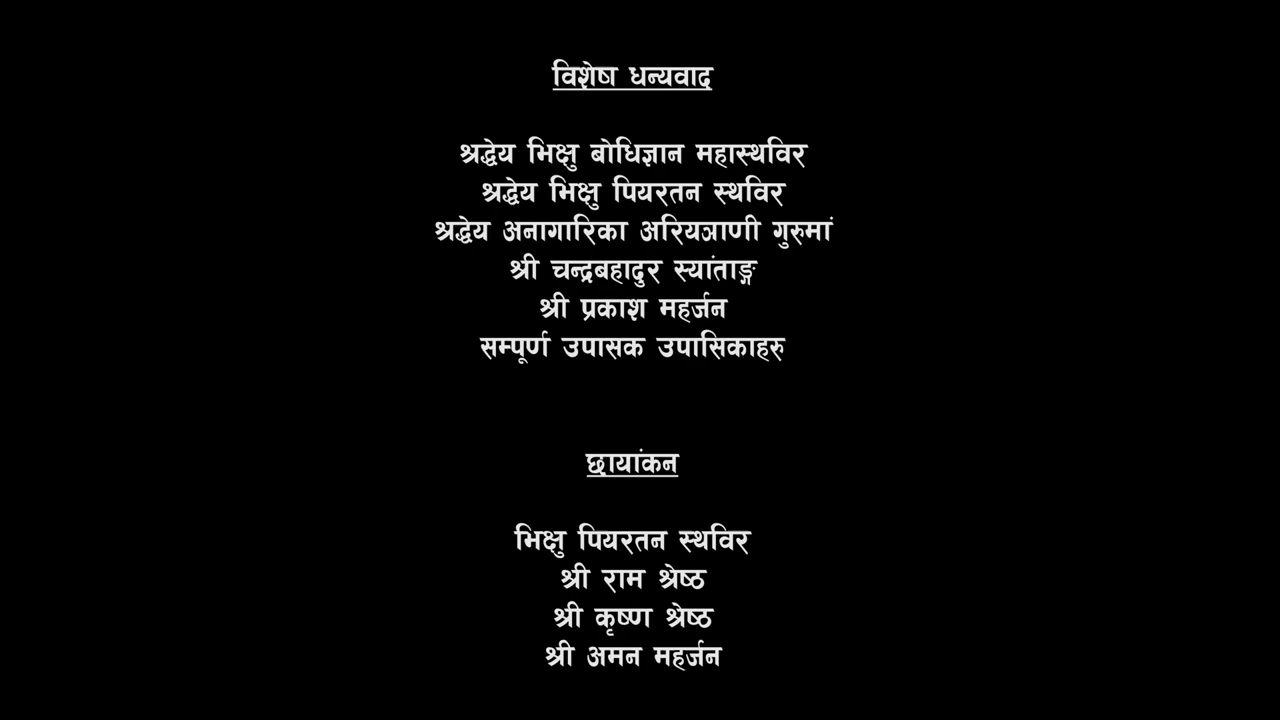 विशेष धन्यवाद
श्रद्धेय भिक्षु बोधिज्ञान महास्थविर
श्रद्धेय भिक्षु पियरतन स्थविर
श्रद्धेय अनागारिका अरियञाणी गुरुमां
श्री चन्द्रबहादुर स्यांताङ्ग
श्री प्रकाश महर्जन
सम्पूर्ण उपासक उपासिकाहरु
छायांकन
भिक्षु पियरतन स्थविर
श्री राम श्रेष्ठ
श्री कृष्ण श्रेष्ठ
श्री अमन महर्जन